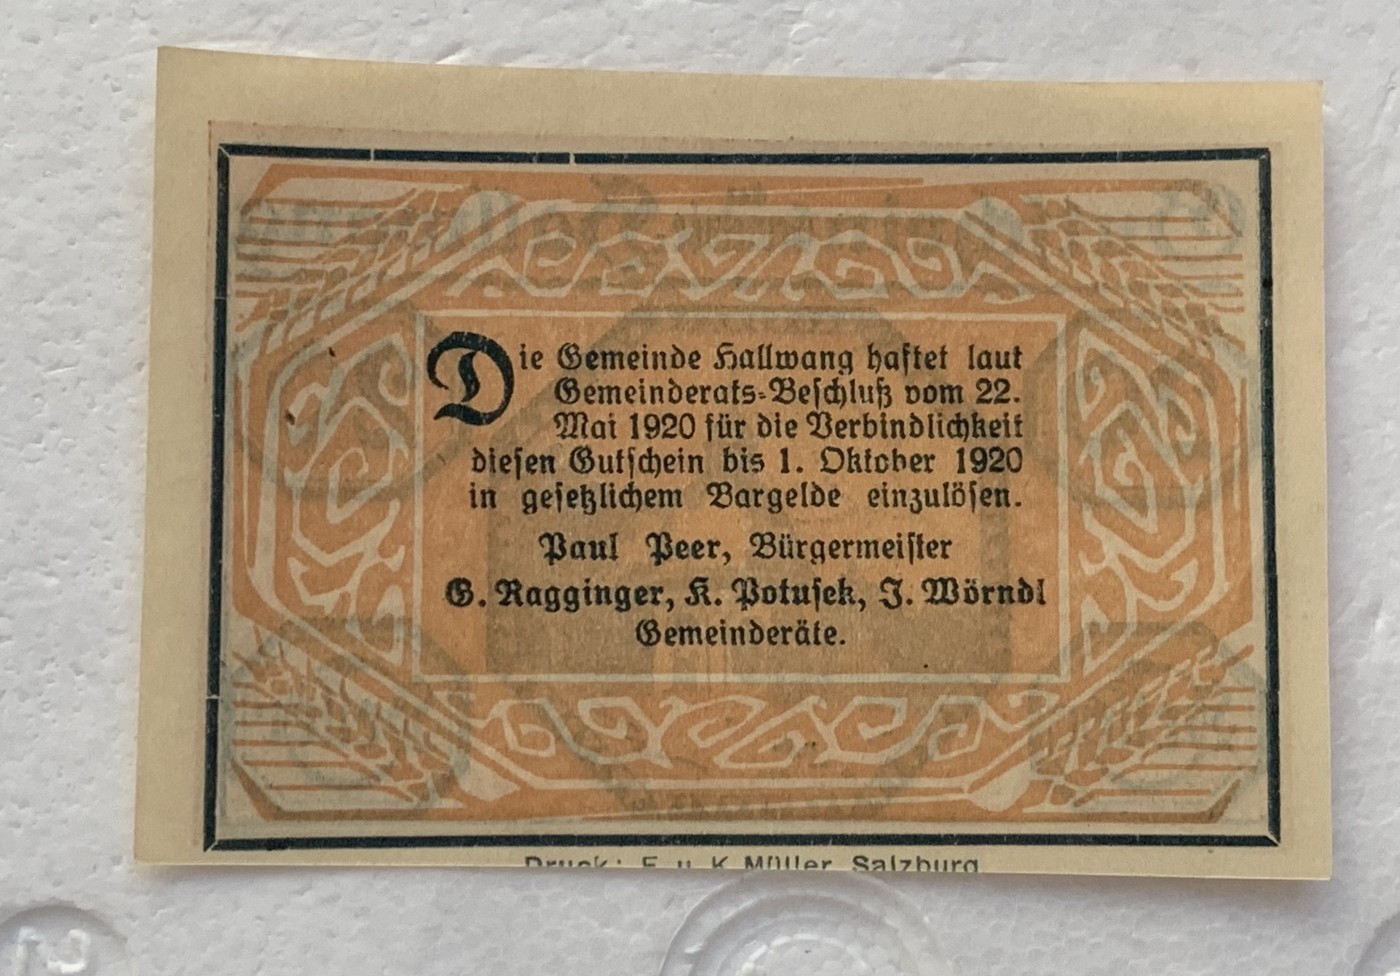 Die Gemeinde Hallwang haftet laut
Gemeinderats-Beschluß vom 22.
Mai 1920 für die Verbindlichkeit
diesen Gutschein bis 1. Oktober 1920
in gesetzlichem Bargelde einzulösen.
Paul Peer, Bürgermeister
G. Ragginger, K. Potusek, J. Wörndl
Gemeinderäte.
Druck: F. u. K. Müller, Salzburg